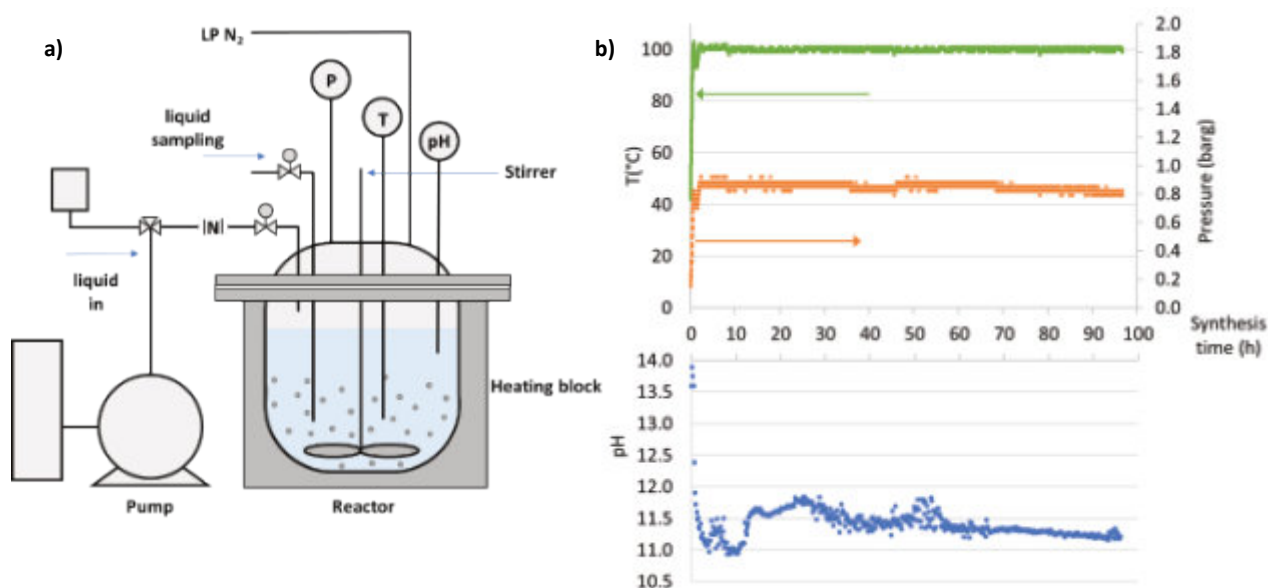 a)
LP N₂
P
T
pH
liquid
sampling
Stirrer
|N|
liquid
in
Heating block
Pump
Reactor
b)
T(°C)
100
80
60
40
20
0
2.0
1.8
1.6
1.4
1.2
1.0
0.8
0.6
0.4
0.2
0.0
Pressure (barg)
0 10 20 30 40 50 60 70 80 90 100
Synthesis
time (h)
pH
14.0
13.5
13.0
12.5
12.0
11.5
11.0
10.5